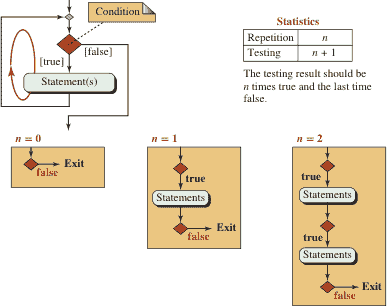 Condition
[false]
[true]
Statement(s)
Statistics
Repetition n
Testing n + 1
The testing result should be
n times true and the last time
false.
n = 0
Exit
false
n = 1
true
Statements
Exit
false
n = 2
true
Statements
true
Statements
Exit
false